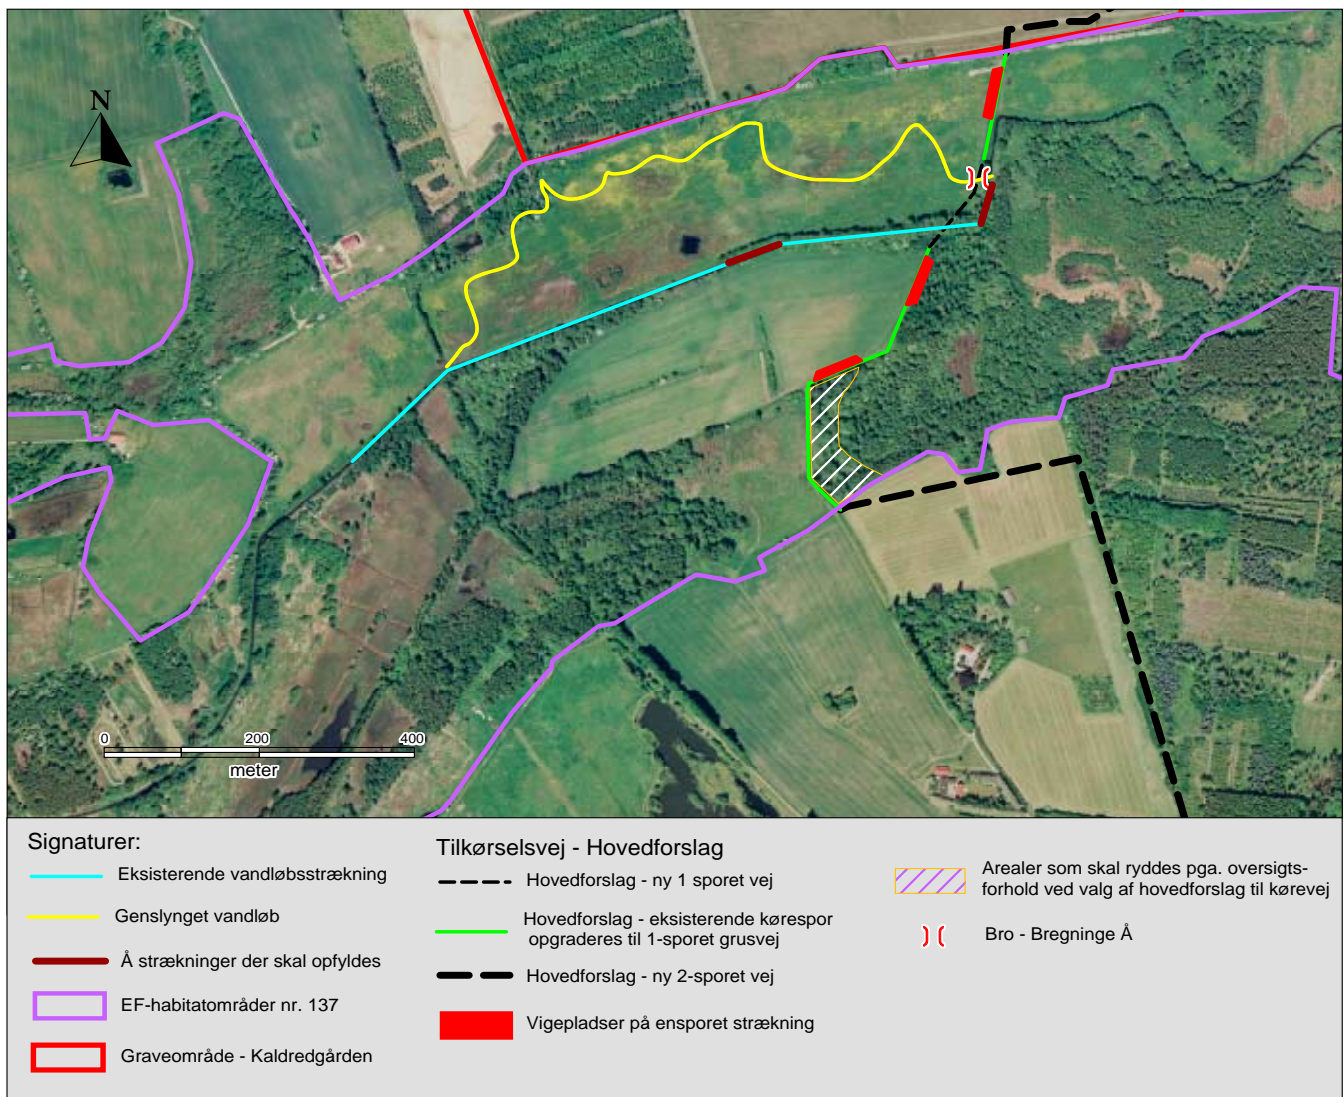 N
0 200 400
meter
Signaturer:
Eksisterende vandløbsstrækning
Genslynget vandløb
Å strækninger der skal opfyldes
EF-habitatområder nr. 137
Graveområde - Kaldredgården
Tilkørselsvej - Hovedforslag
Hovedforslag - ny 1 sporet vej
Hovedforslag - eksisterende kørespor
opgraderes til 1-sporet grusvej
Hovedforslag - ny 2-sporet vej
Vigepladser på ensporet strækning
Arealer som skal ryddes pga. oversigts-
forhold ved valg af hovedforslag til kørevej
Bro - Bregninge Å